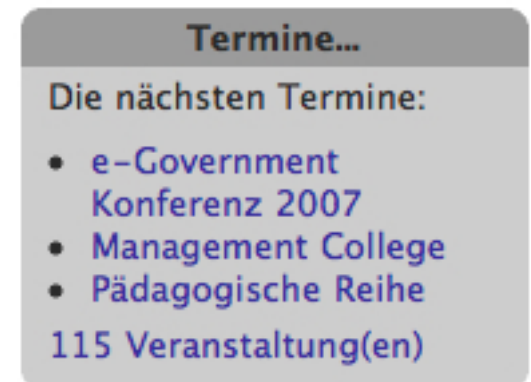 Termine...
Die nächsten Termine:
• e-Government
Konferenz 2007
• Management College
• Pädagogische Reihe
115 Veranstaltung(en)